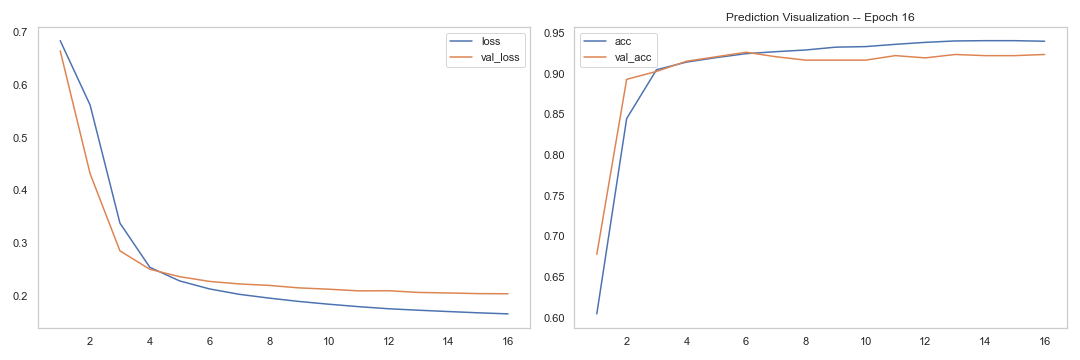 Prediction Visualization -- Epoch 16
0.7
0.6
0.5
0.4
0.3
0.2
2 4 6 8 10 12 14 16
loss
val_loss
0.95
0.90
0.85
0.80
0.75
0.70
0.65
0.60
2 4 6 8 10 12 14 16
acc
val_acc